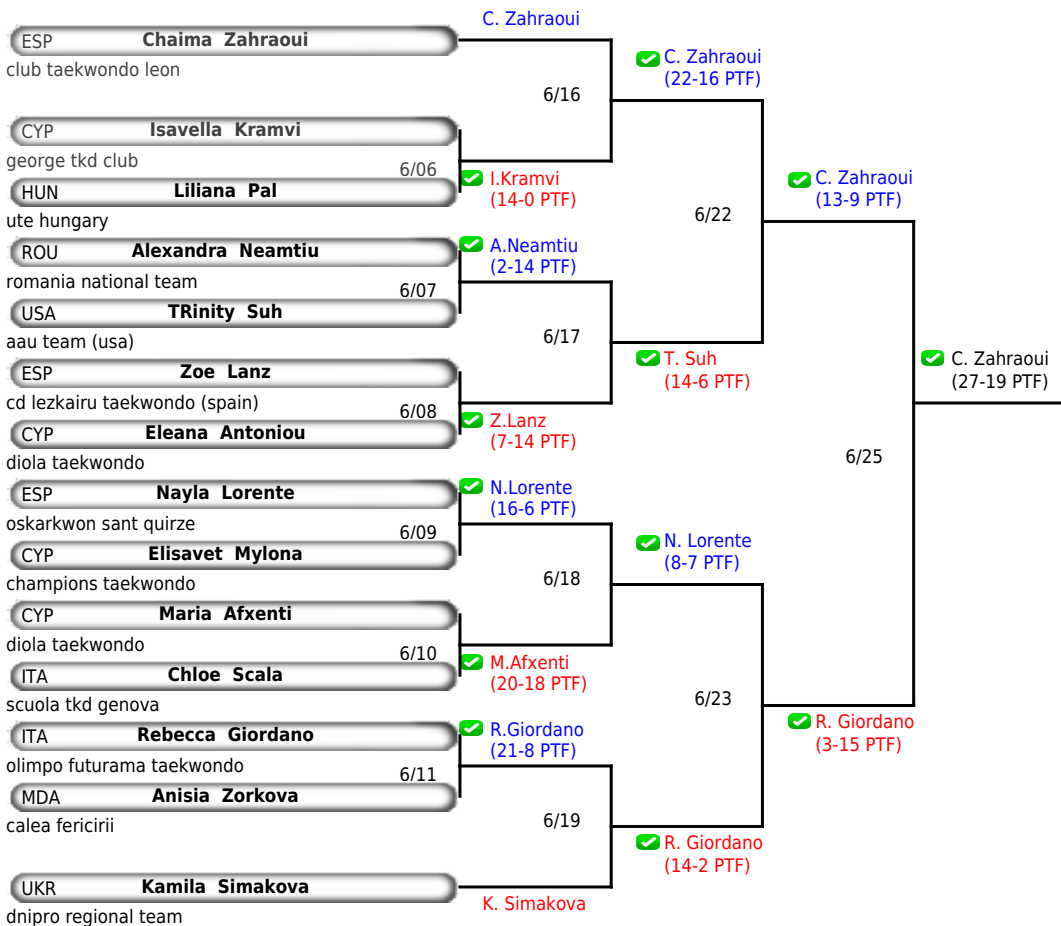 C. Zahraoui
ESP Chaima Zahraoui
club taekwondo leon
C. Zahraoui
(22-16 PTF)
6/16
CYP Isavella Kramvi
george tkd club
6/06
HUN Liliana Pal
ute hungary
I.Kramvi
(14-0 PTF)
C. Zahraoui
(13-9 PTF)
6/22
ROU Alexandra Neamtiu
romania national team
A.Neamtiu
(2-14 PTF)
6/07
USA TRinity Suh
aau team (usa)
6/17
T. Suh
(14-6 PTF)
C. Zahraoui
(27-19 PTF)
ESP Zoe Lanz
cd lezkairu taekwondo (spain)
6/08
CYP Eleana Antoniou
diola taekwondo
Z.Lanz
(7-14 PTF)
6/25
ESP Nayla Lorente
oskarkwon sant quirze
N.Lorente
(16-6 PTF)
6/09
CYP Elisavet Mylona
champions taekwondo
N. Lorente
(8-7 PTF)
6/18
CYP Maria Afxenti
diola taekwondo
6/10
ITA Chloe Scala
scuola tkd genova
M.Afxenti
(20-18 PTF)
6/23
R. Giordano
(3-15 PTF)
ITA Rebecca Giordano
olimpo futurama taekwondo
R.Giordano
(21-8 PTF)
6/11
MDA Anisia Zorkova
calea fericirii
6/19
R. Giordano
(14-2 PTF)
UKR Kamila Simakova
dnipro regional team
K. Simakova